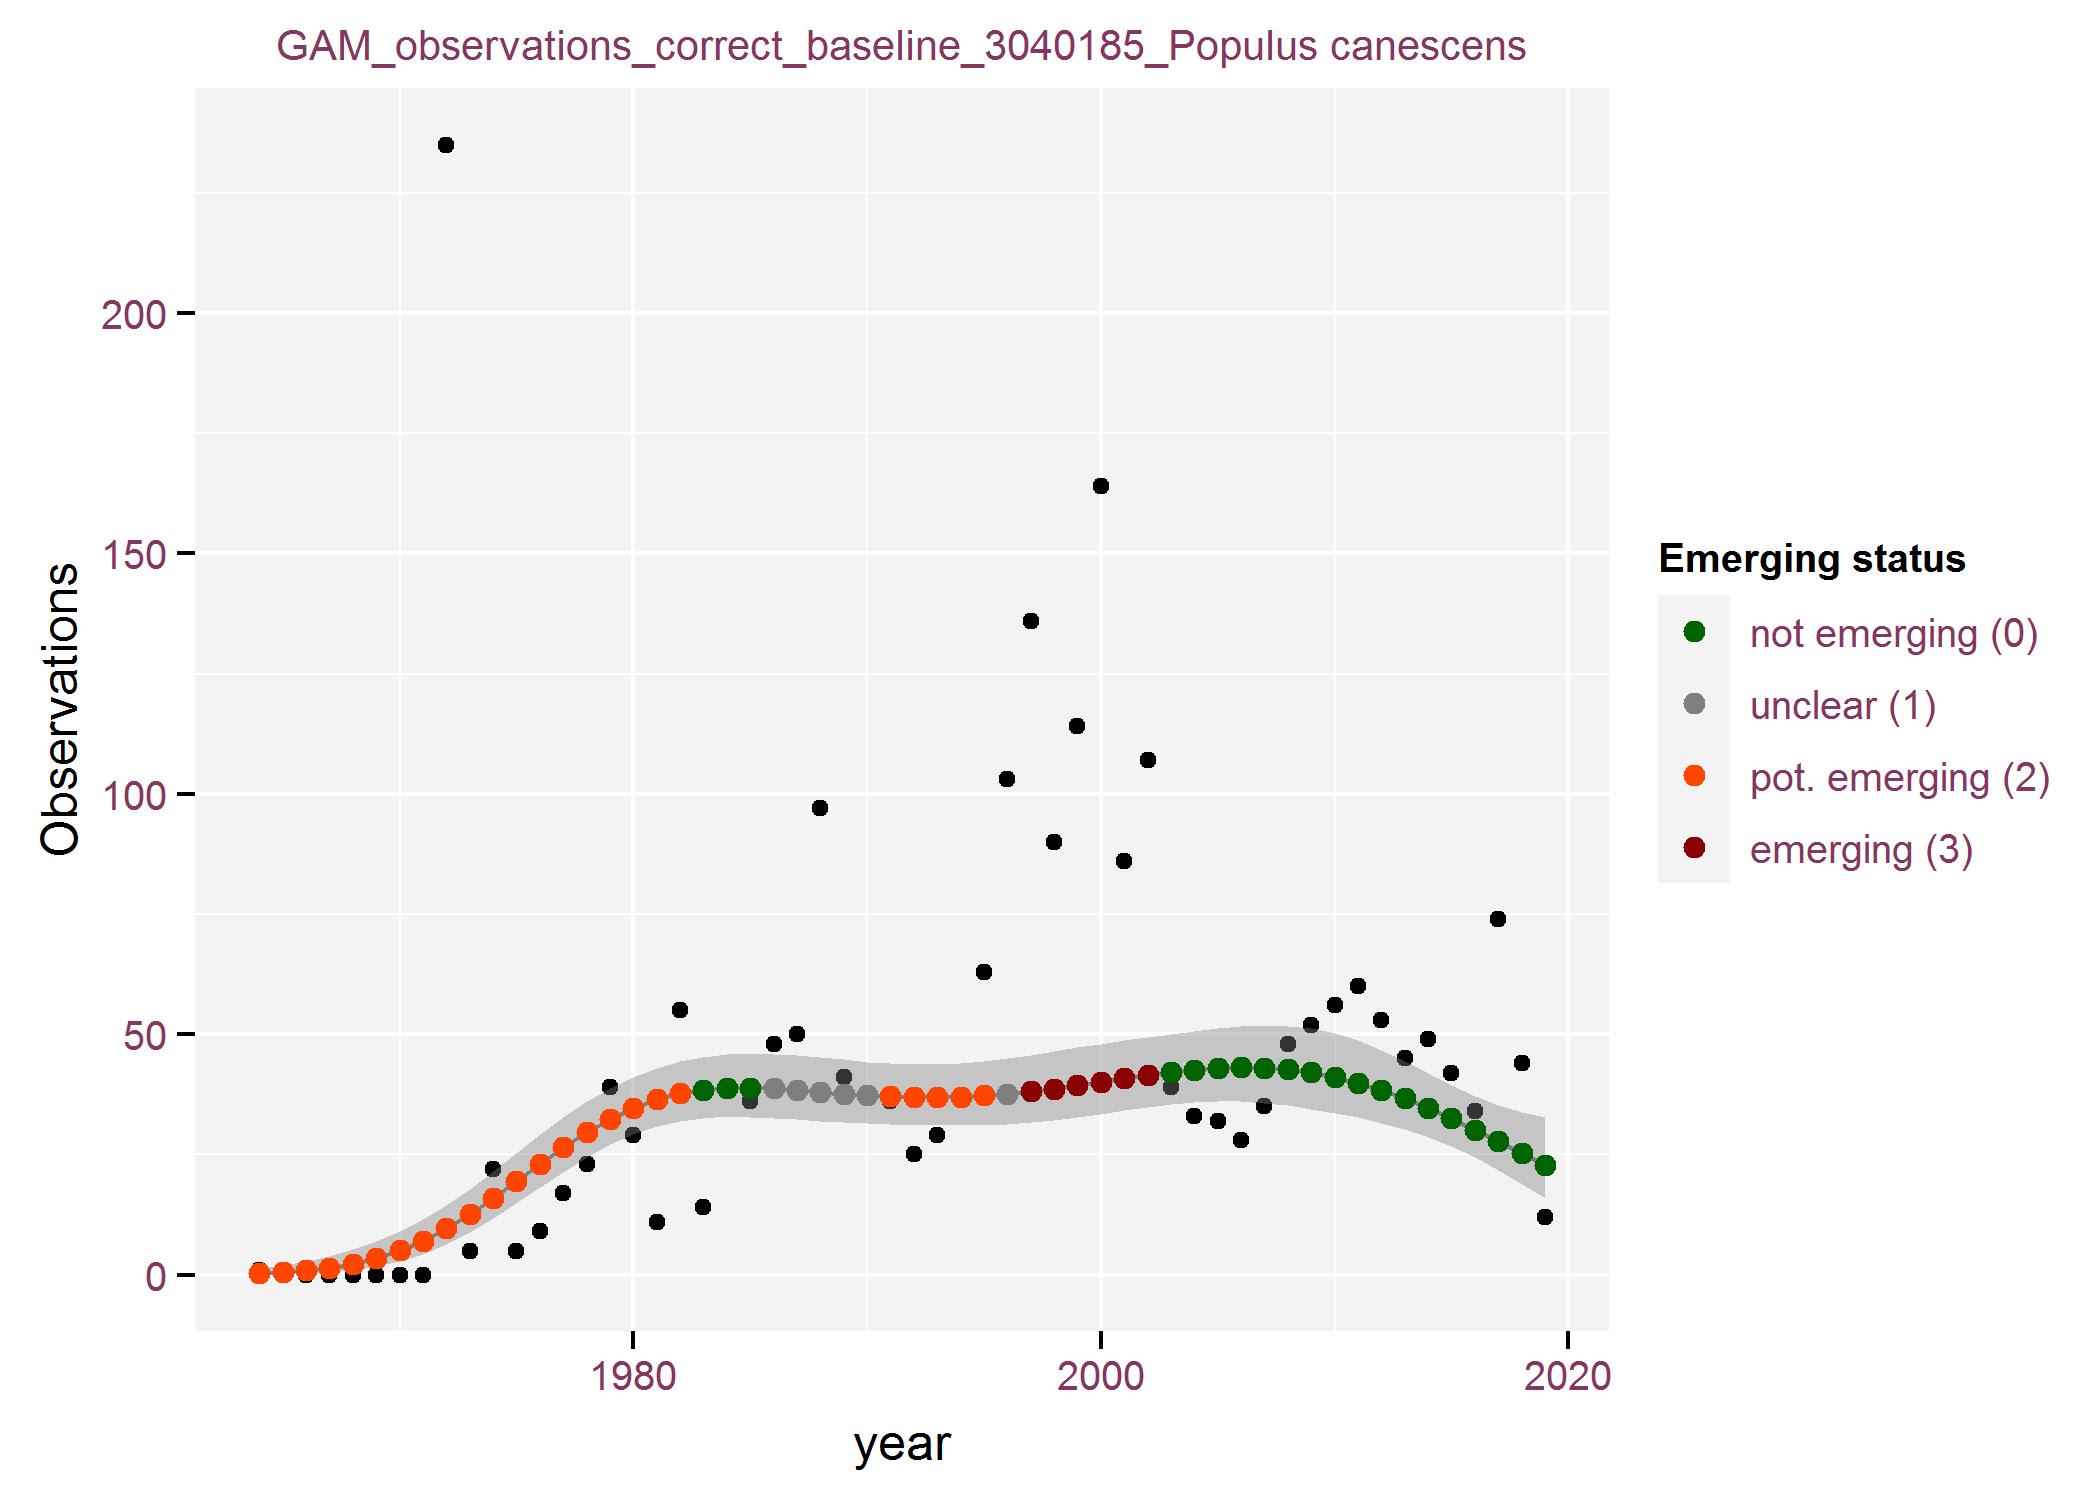 GAM_observations_correct_baseline_3040185_Populus canescens
Observations
200
150
100
50
0
1980
2000
2020
year
Emerging status
not emerging (0)
unclear (1)
pot. emerging (2)
emerging (3)